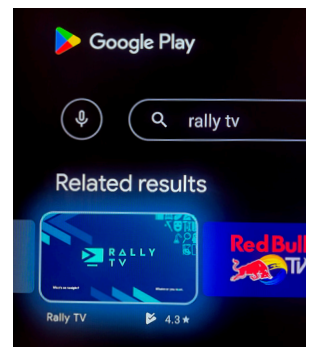 Google Play
rally tv
Related results
RALLY
TV
Red Bull
TV
Rally TV
4.3★